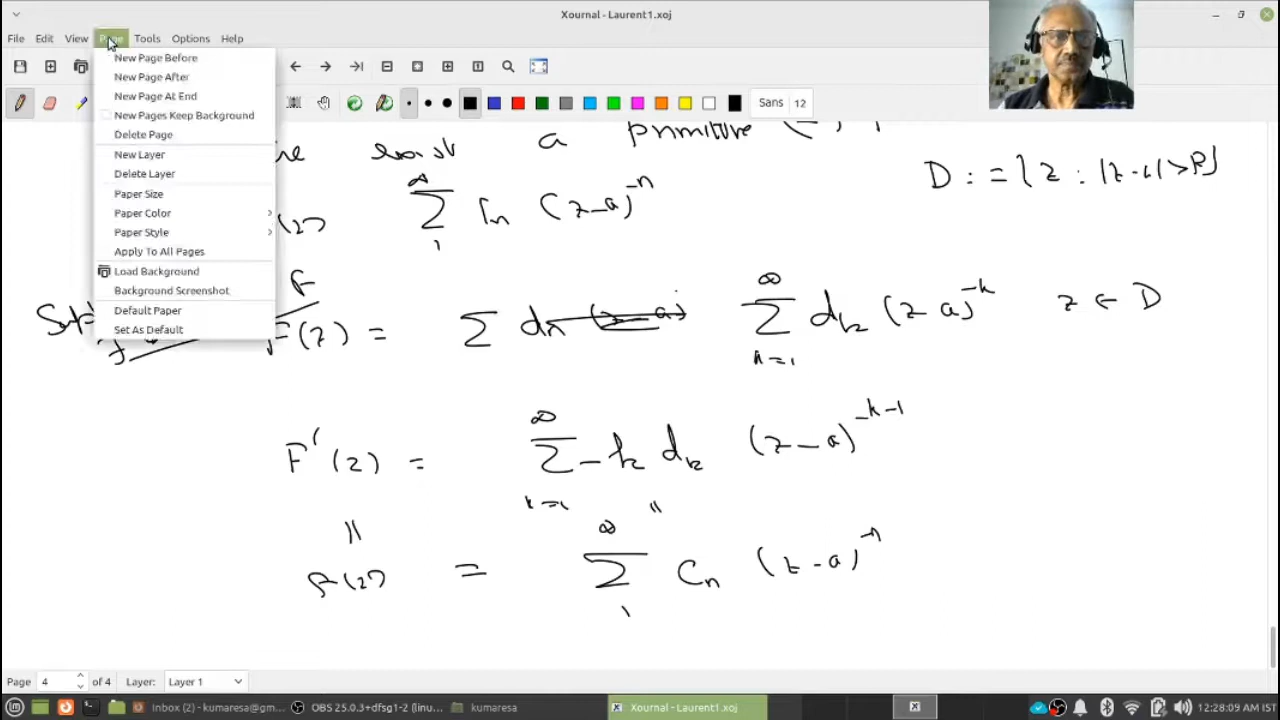 Xournal - Laurent1.xoj
File Edit View Page Tools Options Help
New Page Before
New Page After
New Page At End
New Pages Keep Background
Delete Page
New Layer
Delete Layer
Paper Size
Paper Color
Paper Style
Apply To All Pages
Load Background
Background Screenshot
Default Paper
Set As Default
Sans 12
exist a primitive
D : = { z : |z-a| > R }
∞ Σ 1 Cn (z-a)^-n
F(z) = Σ dn (z-a) ∞ Σ k=1 dk (z-a)^-k z ∈ D
F'(z) = ∞ Σ k=1 -k dk (z-a)^-k-1
f(z) = ∞ Σ 1 Cn (z-a)^-n
Page 4 of 4 Layer: Layer 1
Inbox (2) - kumaresa@gm... OBS 25.0.3+dfsg1-2 (linu... kumaresa Xournal - Laurent1.xoj 12:28:09 AM IST